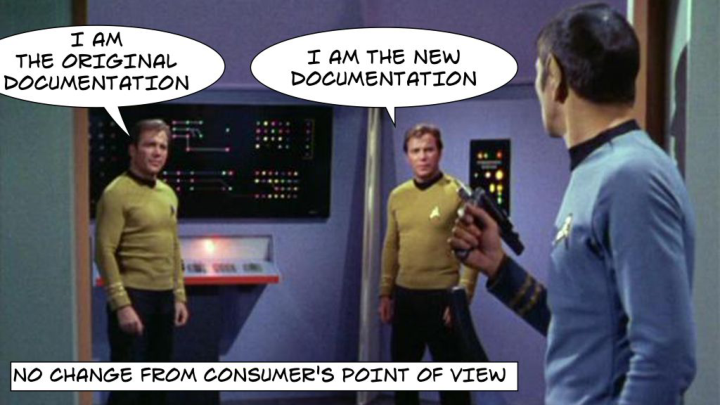 I AM
THE ORIGINAL
DOCUMENTATION
I AM THE NEW
DOCUMENTATION
NO CHANGE FROM CONSUMER'S POINT OF VIEW